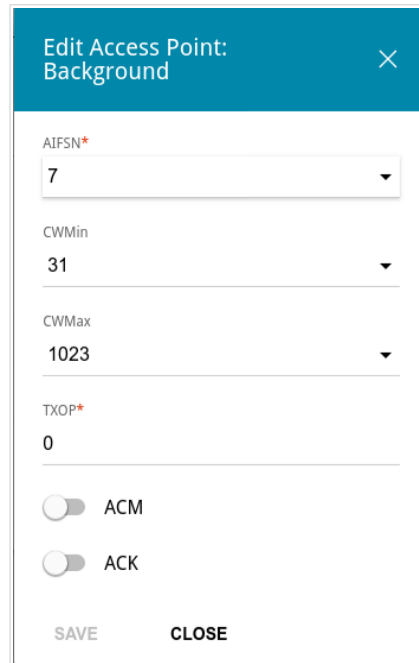 Edit Access Point:
Background
AIFSN*
7
CWMin
31
CWMax
1023
TXOP*
0
ACM
ACK
SAVE CLOSE